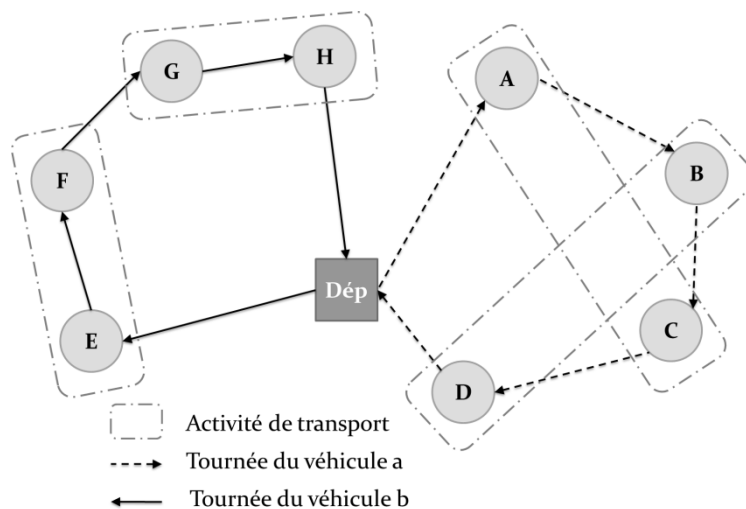 H
G
A
B
F
Dép
C
E
D
Activité de transport
Tournée du véhicule a
Tournée du véhicule b